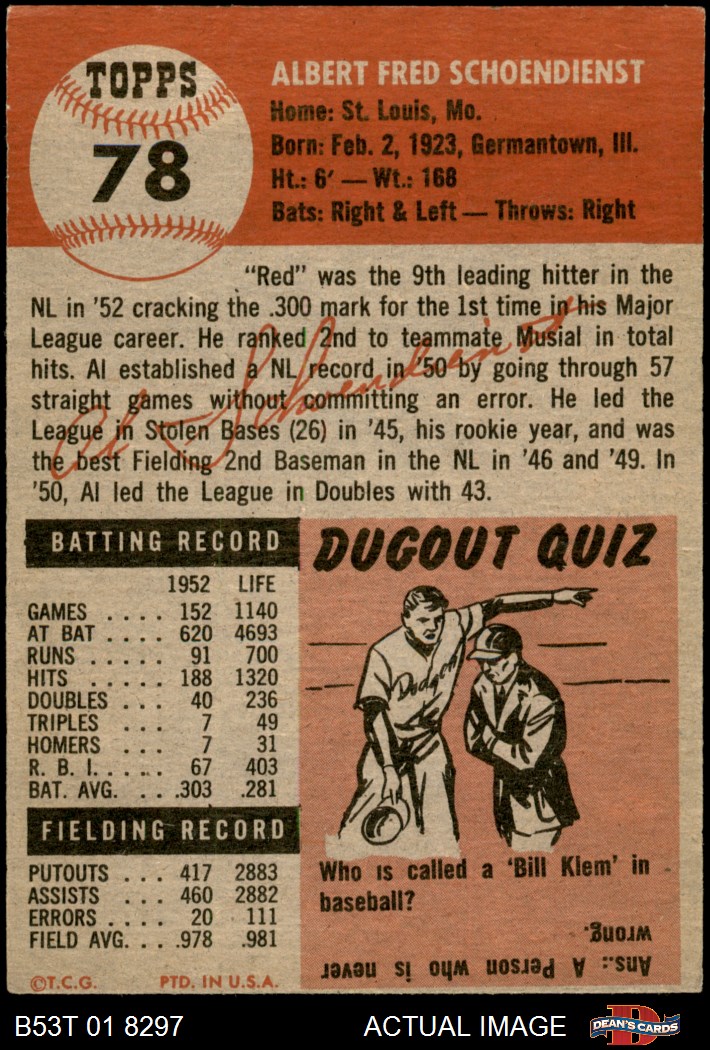 TOPPS
78
ALBERT FRED SCHOENDIENST
Home: St. Louis, Mo.
Born: Feb. 2, 1923, Germantown, Ill.
Ht.: 6′ — Wt.: 168
Bats: Right & Left — Throws: Right
"Red" was the 9th leading hitter in the
NL in '52 cracking the .300 mark for the 1st time in his Major
League career. He ranked 2nd to teammate Musial in total
hits. Al established a NL record in '50 by going through 57
straight games without committing an error. He led the
League in Stolen Bases (26) in '45, his rookie year, and was
the best Fielding 2nd Baseman in the NL in '46 and '49. In
'50, Al led the League in Doubles with 43.
Al Schoendienst
BATTING RECORD
1952 LIFE
GAMES .... 152 1140
AT BAT .... 620 4693
RUNS ..... 91 700
HITS ..... 188 1320
DOUBLES ... 40 236
TRIPLES ... 7 49
HOMERS ... 7 31
R. B. I. .... 67 403
BAT. AVG. ... .303 .281
FIELDING RECORD
PUTOUTS ... 417 2883
ASSISTS .... 460 2882
ERRORS .... 20 111
FIELD AVG. ... .978 .981
©T.C.G. PTD. IN U.S.A.
DUGOUT QUIZ
Dodgers
Who is called a 'Bill Klem' in
baseball?
Ans.: A Person who is never
wrong.
B53T 01 8297
ACTUAL IMAGE
D
DEAN'S CARDS